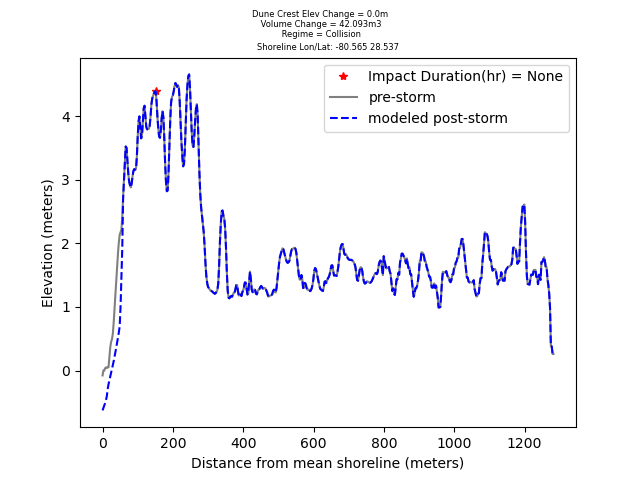 Dune Crest Elev Change = 0.0m
Volume Change = 42.093m3
Regime = Collision
Shoreline Lon/Lat: -80.565 28.537
Impact Duration(hr) = None
pre-storm
modeled post-storm
Elevation (meters)
4
3
2
1
0
0 200 400 600 800 1000 1200
Distance from mean shoreline (meters)